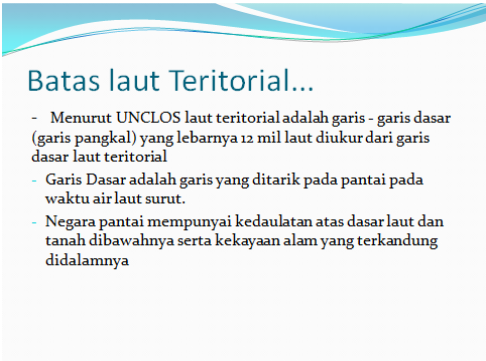 Batas laut Teritorial...
- Menurut UNCLOS laut teritorial adalah garis - garis dasar
(garis pangkal) yang lebarnya 12 mil laut diukur dari garis
dasar laut teritorial
- Garis Dasar adalah garis yang ditarik pada pantai pada
waktu air laut surut.
- Negara pantai mempunyai kedaulatan atas dasar laut dan
tanah dibawahnya serta kekayaan alam yang terkandung
didalamnya